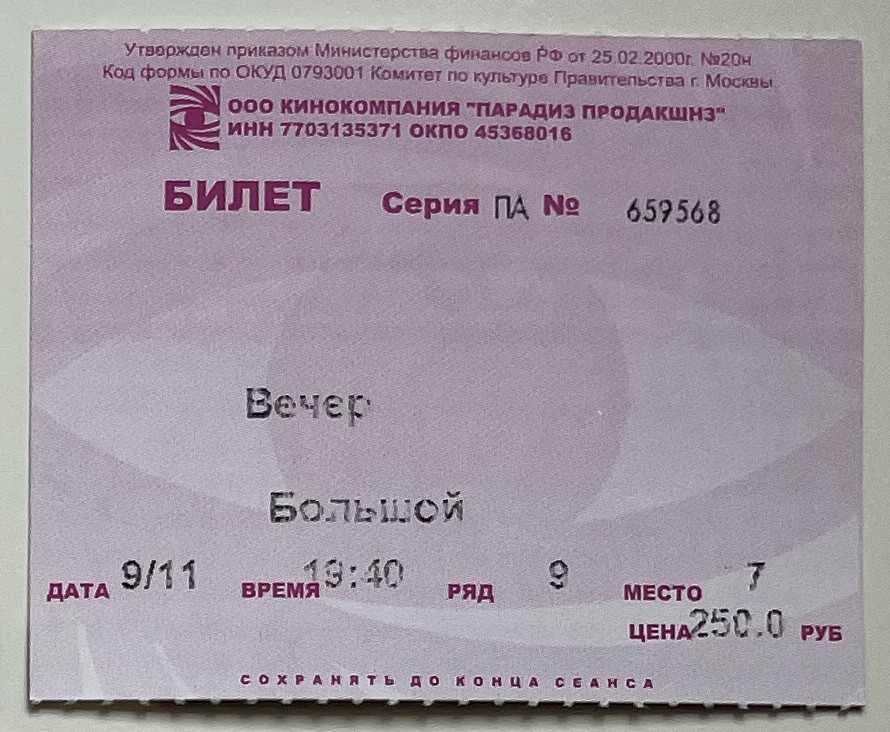 Утвержден приказом Министерства финансов РФ от 25 02.2000г. №20н
Код формы по ОКУД 0793001 Комитет по культуре Правительства г. Москвы
ООО КИНОКОМПАНИЯ "ПАРАДИЗ ПРОДАКШНЗ"
ИНН 7703135371 ОКПО 45368016
БИЛЕТ Серия ПА № 659568
Вечер
Большой
ДАТА 9/11 ВРЕМЯ 19:40 РЯД 9 МЕСТО 7
ЦЕНА 250.0 РУБ
СОХРАНЯТЬ ДО КОНЦА СЕАНСА